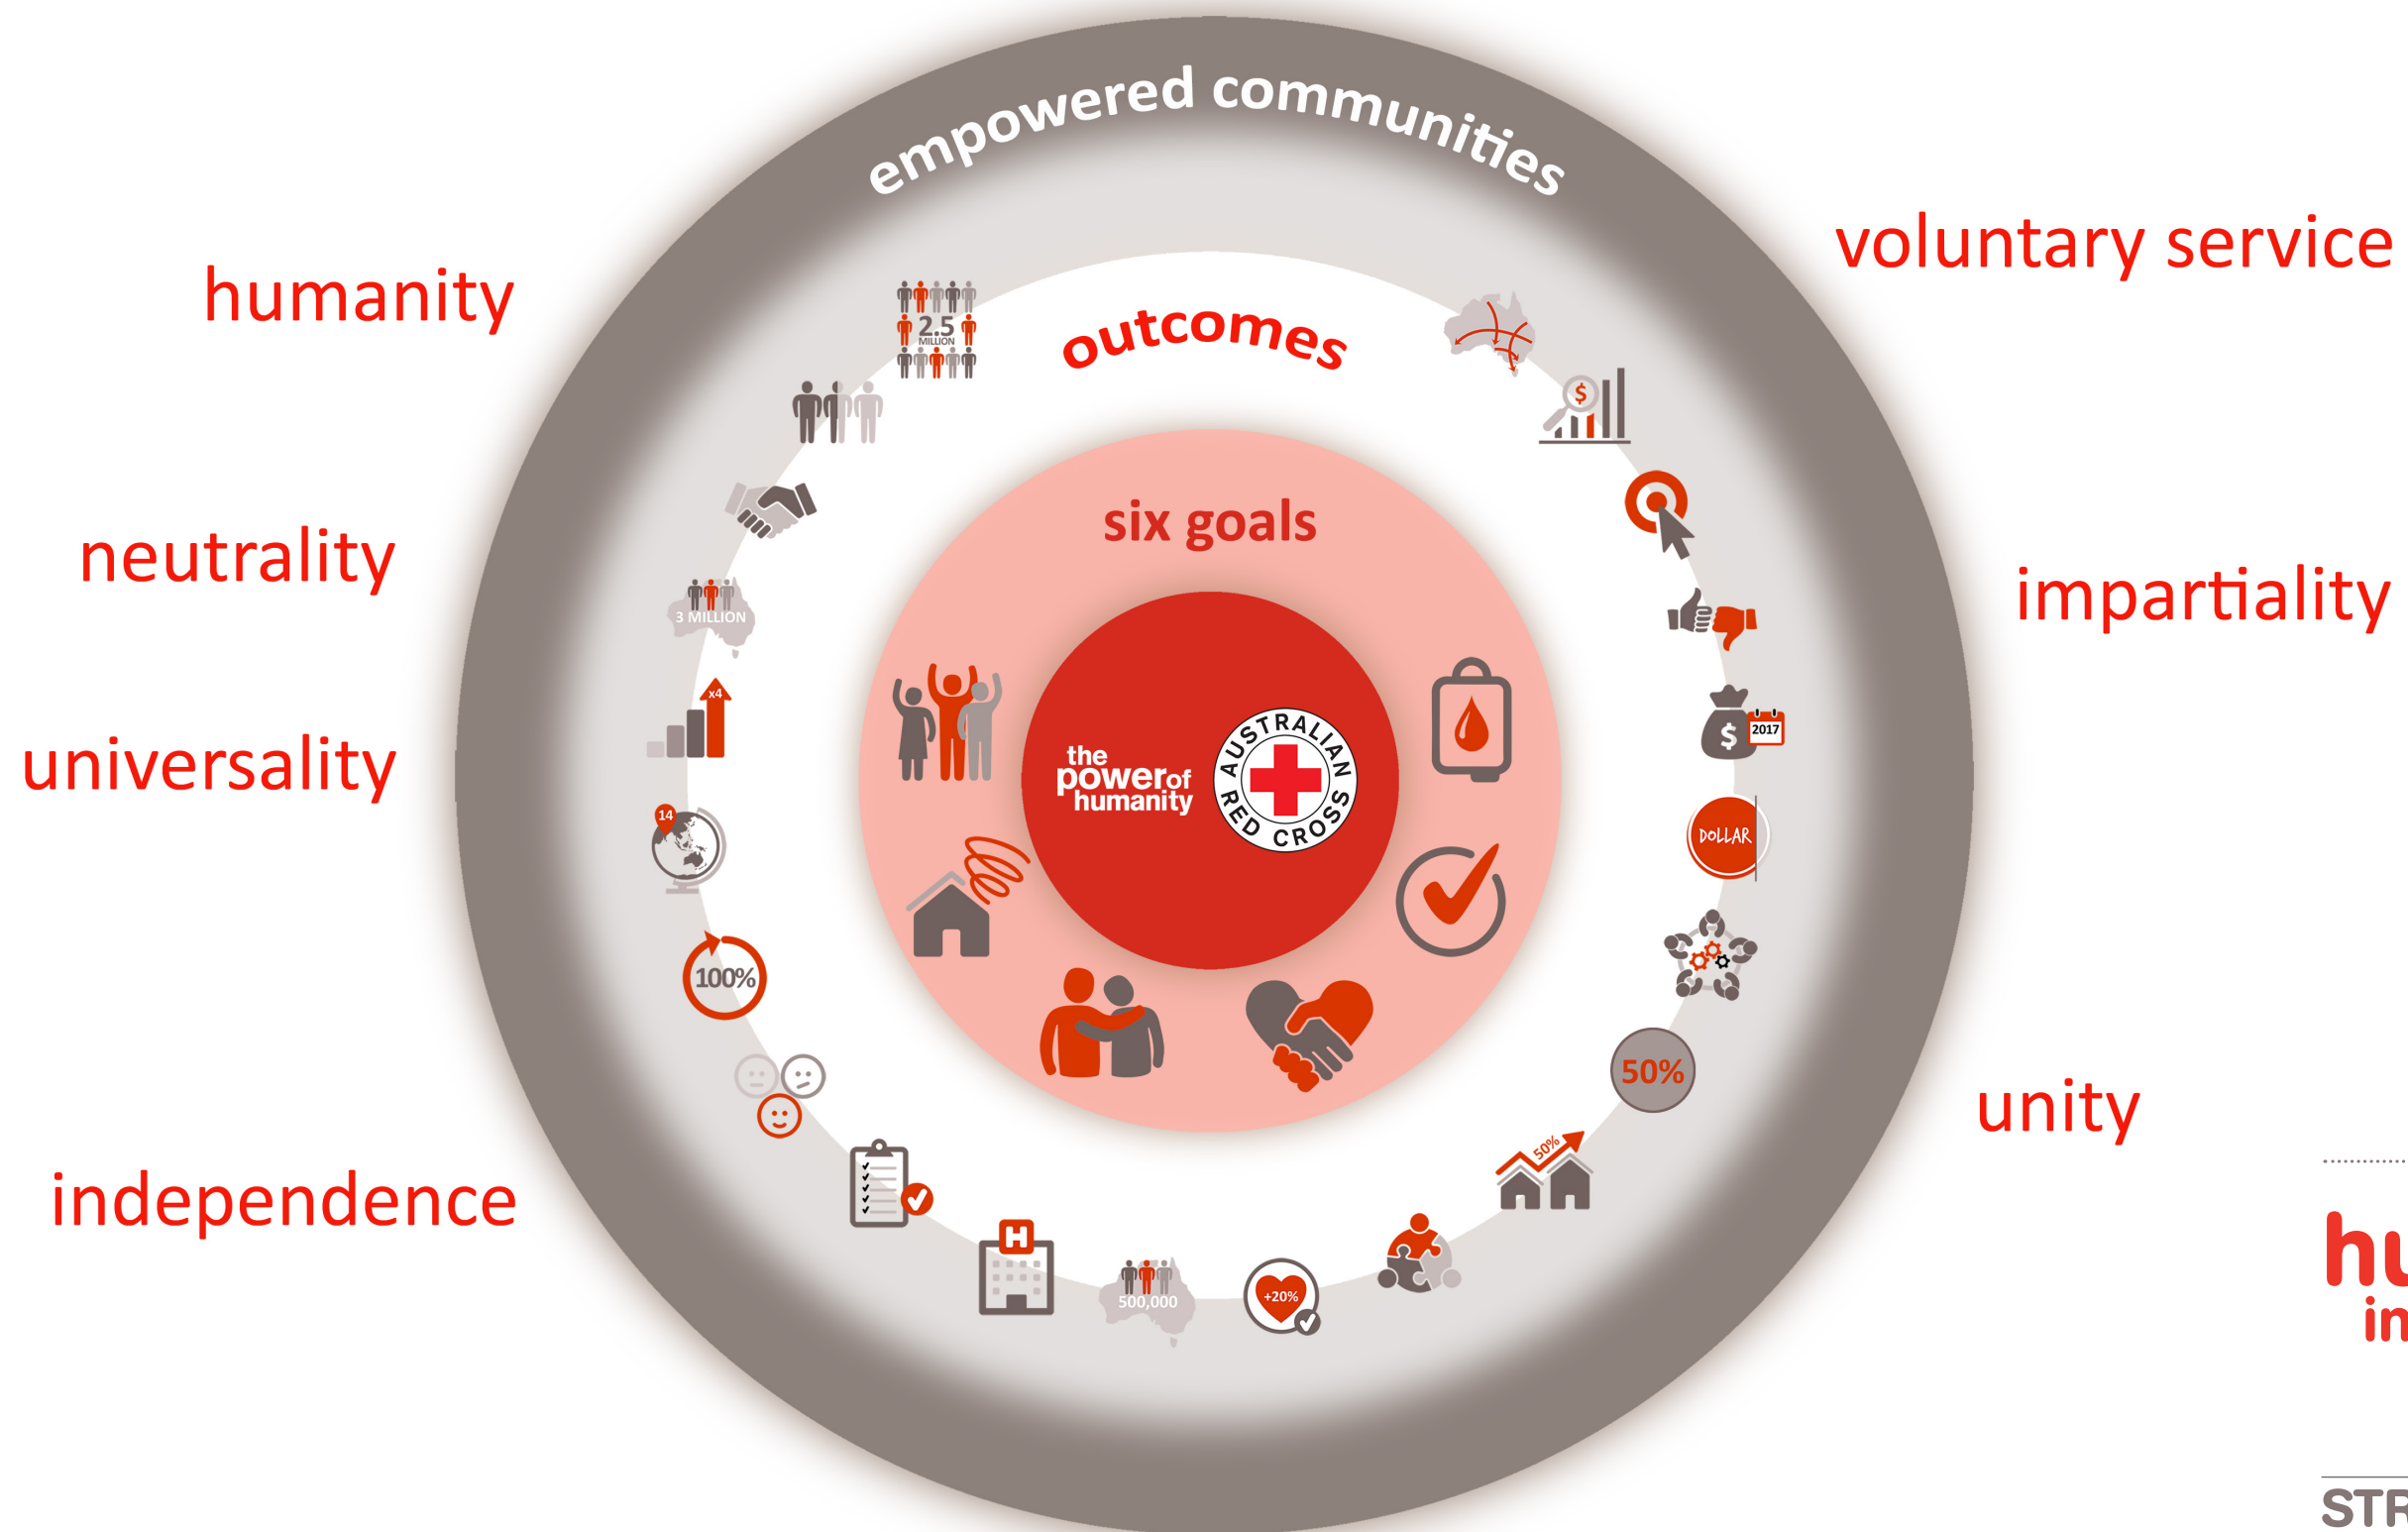 empowered communities
voluntary service
humanity
outcomes
2.5
MILLION
$
six goals
neutrality
impartiality
3 MILLION
x4
$
2017
the
power of
humanity
AUSTRALIAN
RED CROSS
universality
14
DOLLAR
100%
50%
unity
50%
independence
H
500,000
+20%